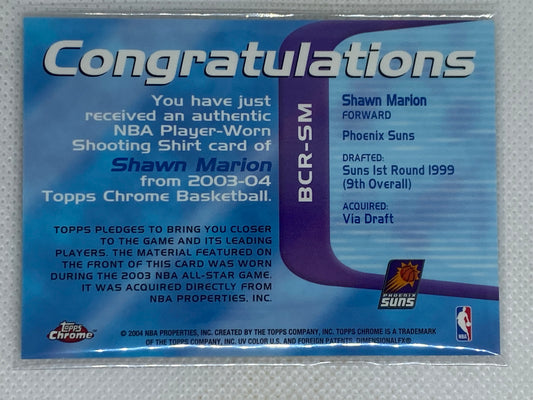 Congratulations
You have just
received an authentic
NBA Player-Worn
Shooting Shirt card of
Shawn Marion
from 2003-04
Topps Chrome Basketball.
TOPPS PLEDGES TO BRING YOU CLOSER
TO THE GAME AND ITS LEADING
PLAYERS. THE MATERIAL FEATURED ON
THE FRONT OF THIS CARD WAS WORN
DURING THE 2003 NBA ALL-STAR GAME.
IT WAS ACQUIRED DIRECTLY FROM
NBA PROPERTIES, INC.
BCR-SM
Shawn Marion
FORWARD
Phoenix Suns
DRAFTED:
Suns 1st Round 1999
(9th Overall)
ACQUIRED:
Via Draft
PHOENIX
SUNS
Topps
Chrome
NBA
© 2004 NBA PROPERTIES, INC. CREATED BY THE TOPPS COMPANY, INC. TOPPS CHROME IS A TRADEMARK
OF THE TOPPS COMPANY, INC. UV COLOR U.S. AND FOREIGN PATENTS, DIMENSIONALFX®